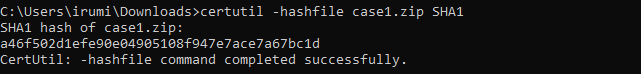 C:\Users\irumi\Downloads>certutil -hashfile case1.zip SHA1
SHA1 hash of case1.zip:
a46f502d1efe90e04905108f947e7ace7a67bc1d
CertUtil: -hashfile command completed successfully.